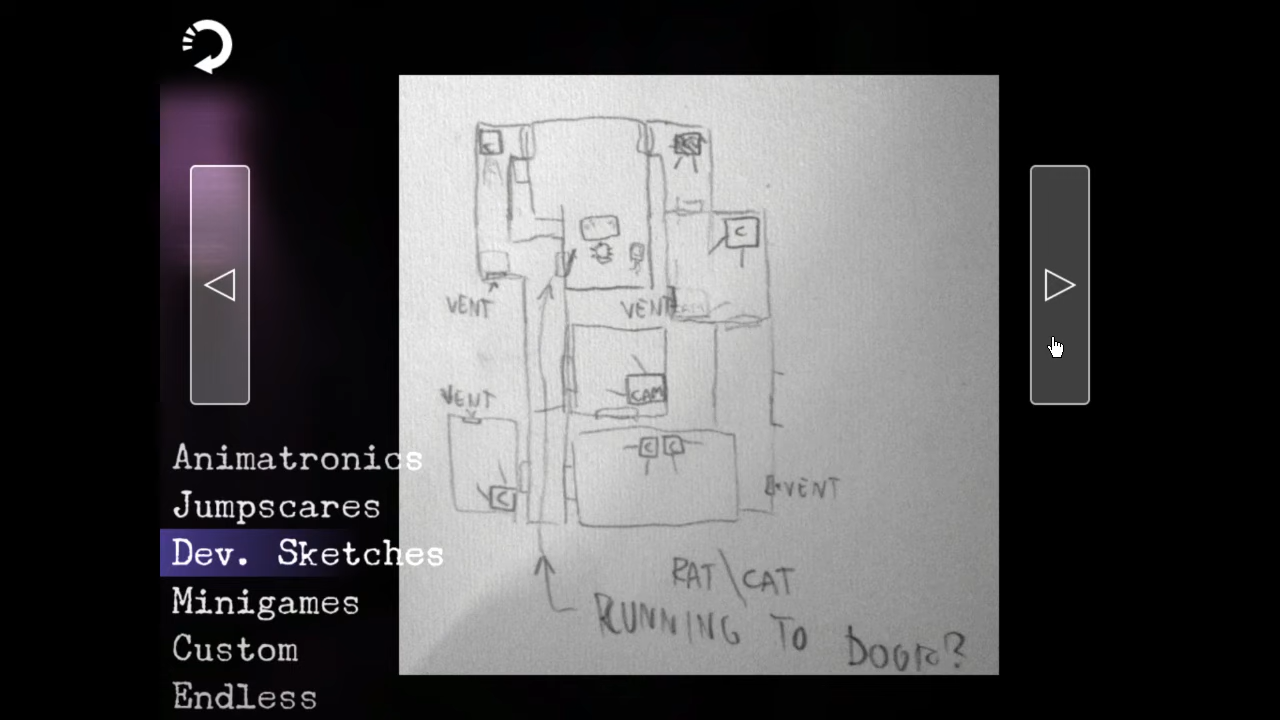 C
C
VENT
VENT
CAM
VENT
C C
C
VENT
RAT\CAT
RUNNING TO DOOR?
Animatronics
Jumpscares
Dev. Sketches
Minigames
Custom
Endless